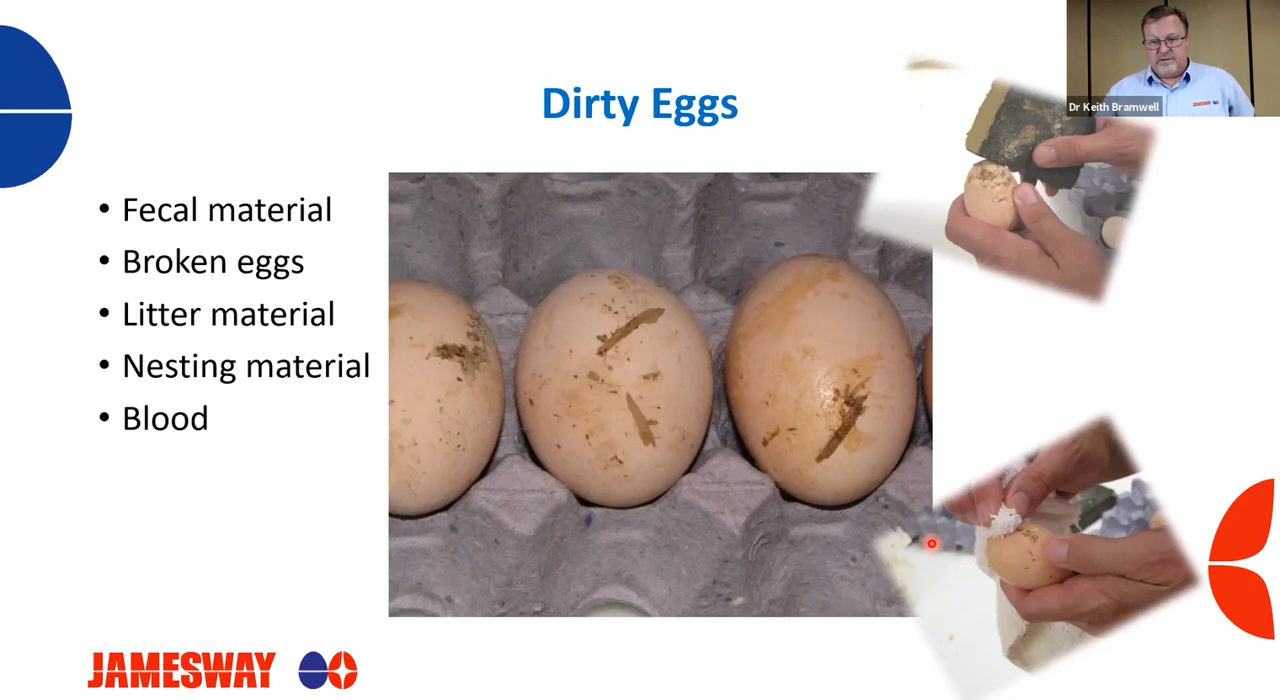 Dirty Eggs
Dr Keith Bramwell
• Fecal material
• Broken eggs
• Litter material
• Nesting material
• Blood
JAMESWAY